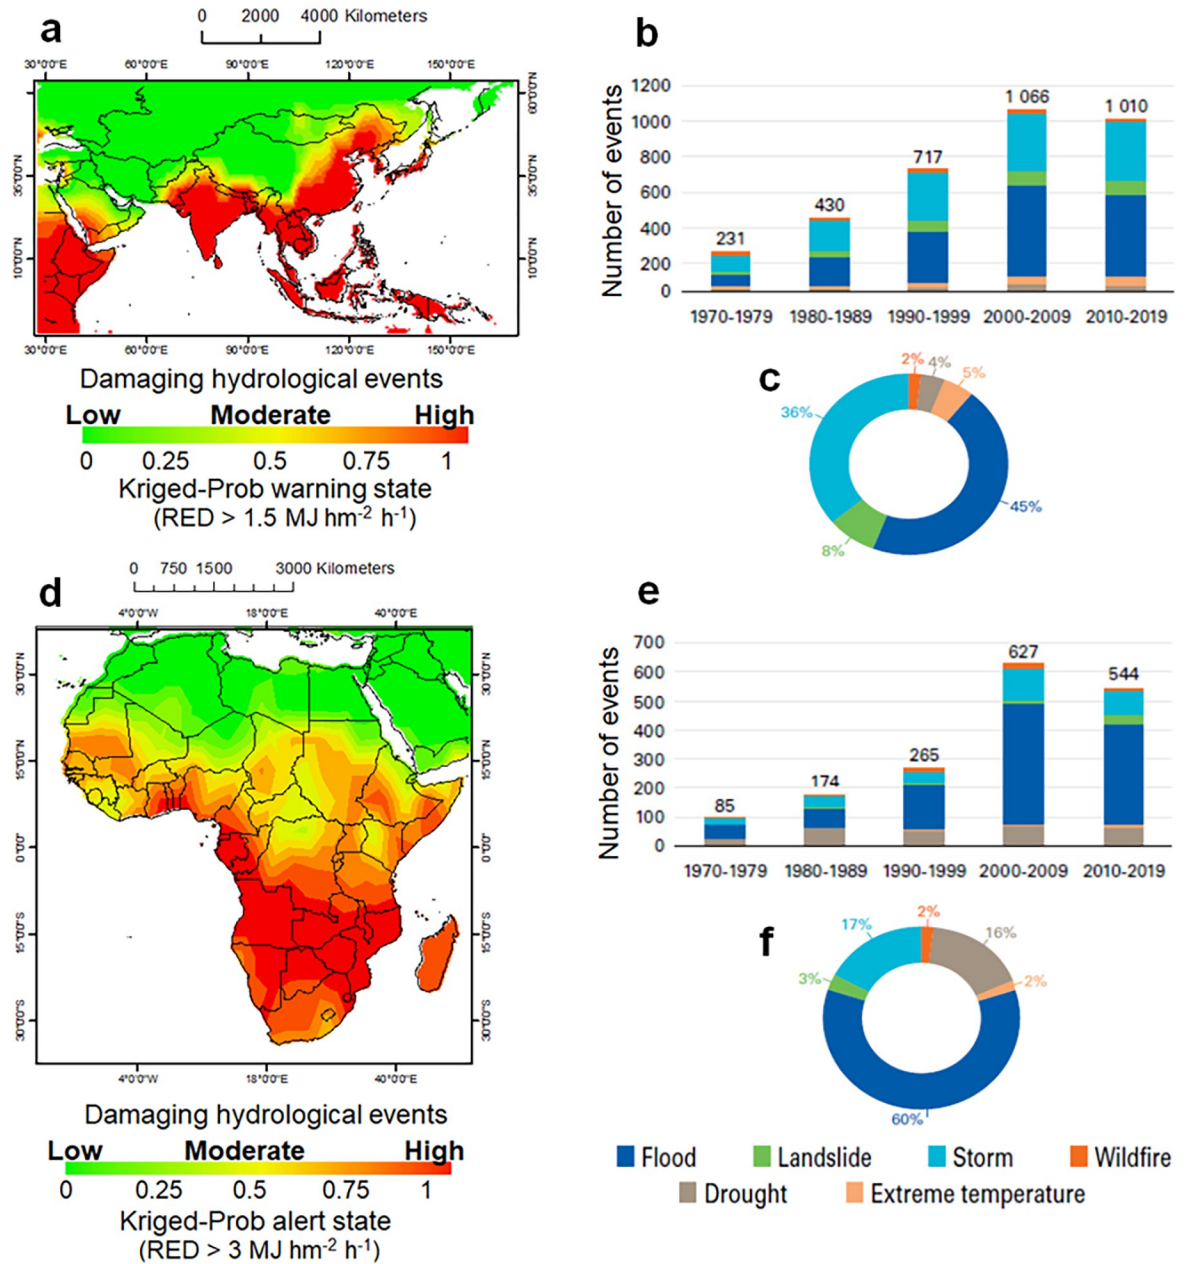 a
0 2000 4000 Kilometers
30°0'0"E 60°0'0"E 90°0'0"E 120°0'0"E 150°0'0"E
60°0'0"N
35°0'0"N
10°0'0"N
30°0'0"E 60°0'0"E 90°0'0"E 120°0'0"E 150°0'0"E
Damaging hydrological events
Low Moderate High
0 0.25 0.5 0.75 1
Kriged-Prob warning state
(RED > 1.5 MJ hm-2 h-1)
b
Number of events
1200
1000
800
600
400
200
0
231
430
717
1 066
1 010
1970-1979 1980-1989 1990-1999 2000-2009 2010-2019
c
2% 4% 5%
36%
45%
8%
d
0 750 1500 3000 Kilometers
4°0'0"W 18°0'0"E 40°0'0"E
30°0'0"N
15°0'0"N
0°0'0"
15°0'0"S
30°0'0"S
4°0'0"W 18°0'0"E 40°0'0"E
Damaging hydrological events
Low Moderate High
0 0.25 0.5 0.75 1
Kriged-Prob alert state
(RED > 3 MJ hm-2 h-1)
e
Number of events
700
600
500
400
300
200
100
0
85
174
265
627
544
1970-1979 1980-1989 1990-1999 2000-2009 2010-2019
f
2%
17%
16%
3%
2%
60%
Flood Landslide Storm Wildfire
Drought Extreme temperature